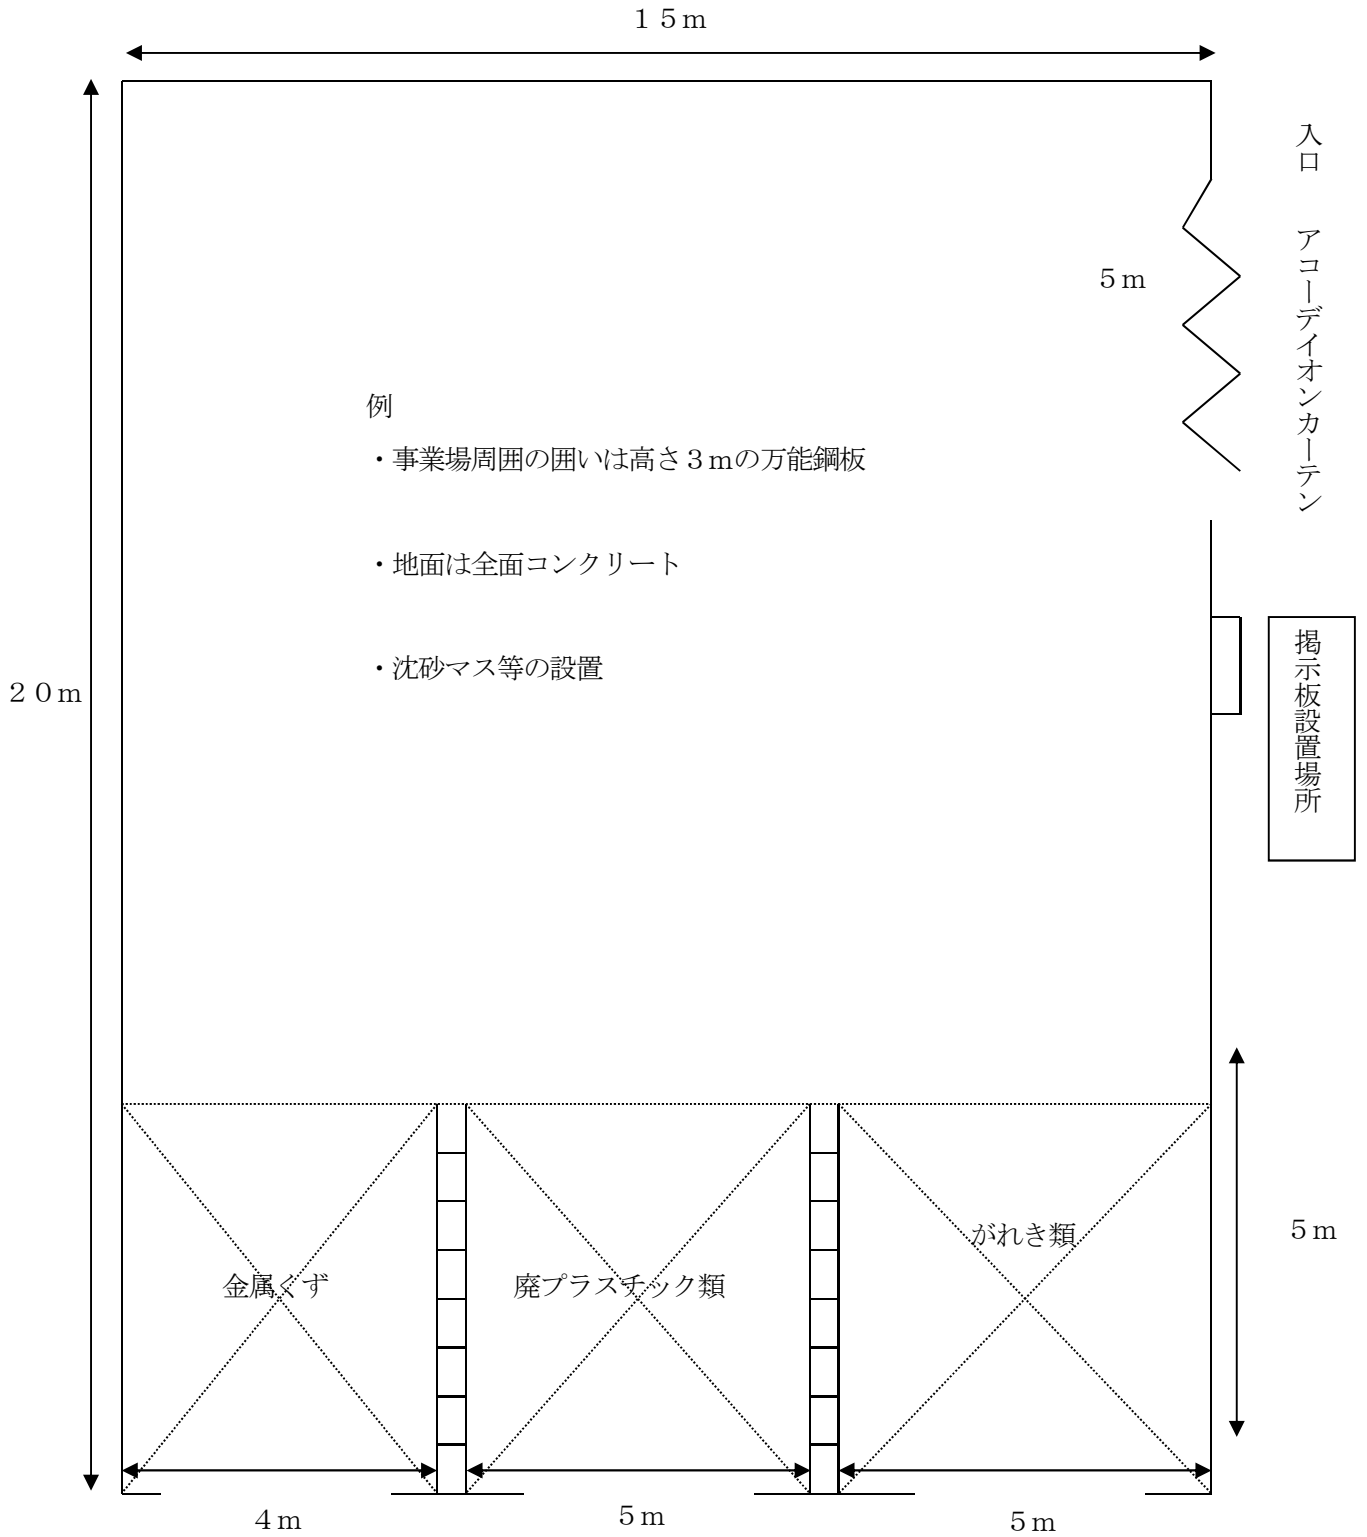 １５ｍ
入口　アコーデイオンカーテン
５ｍ
例
・事業場周囲の囲いは高さ３ｍの万能鋼板
・地面は全面コンクリート
・沈砂マス等の設置
掲示板設置場所
２０ｍ
がれき類
５ｍ
金属くず
廃プラスチック類
４ｍ
５ｍ
５ｍ